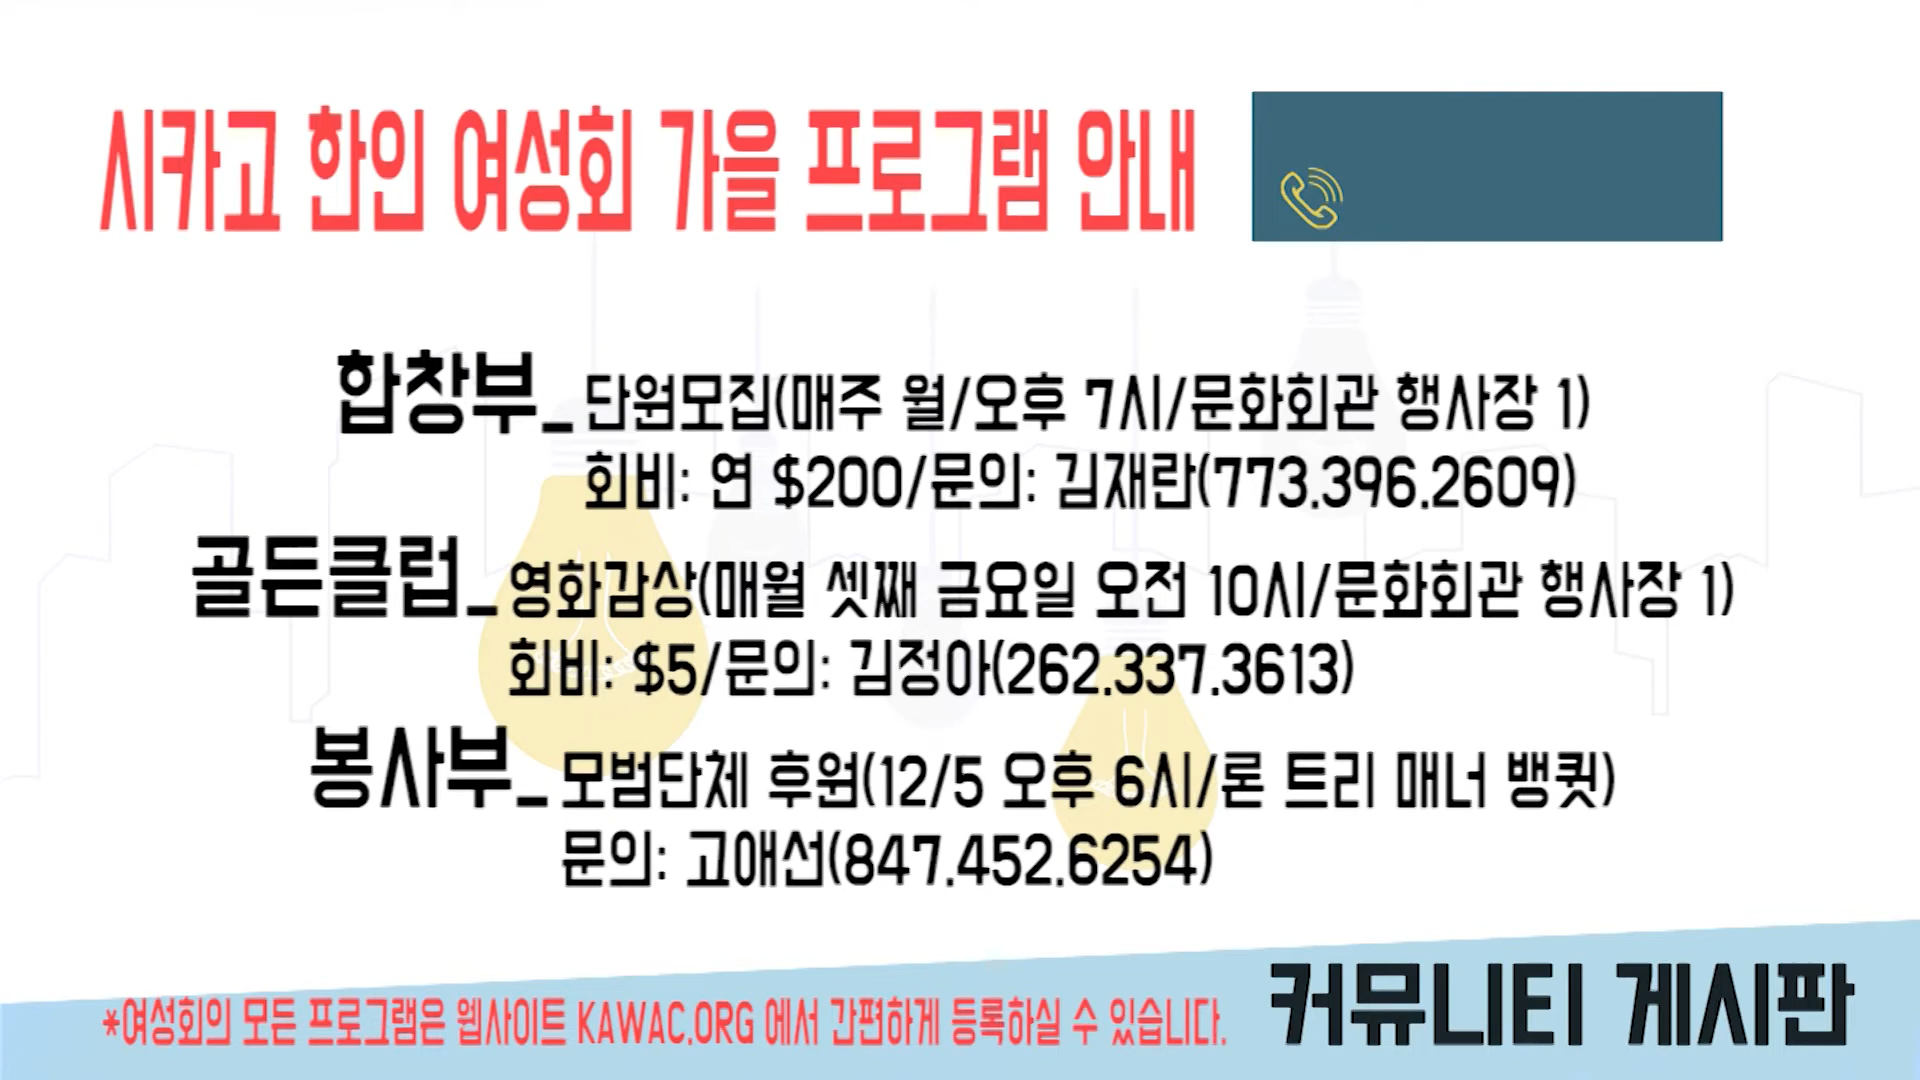 시카고 한인 여성회 가을 프로그램 안내
합창부_단원모집(매주 월/오후 7시/문화회관 행사장 1)
회비: 연 $200/문의: 김재란(773.396.2609)
골든클럽_영화감상(매월 셋째 금요일 오전 10시/문화회관 행사장 1)
회비: $5/문의: 김정아(262.337.3613)
봉사부_모범단체 후원(12/5 오후 6시/론 트리 매너 뱅큇)
문의: 고애선(847.452.6254)
*여성회의 모든 프로그램은 웹사이트 KAWAC.ORG 에서 간편하게 등록하실 수 있습니다.
커뮤니티 게시판